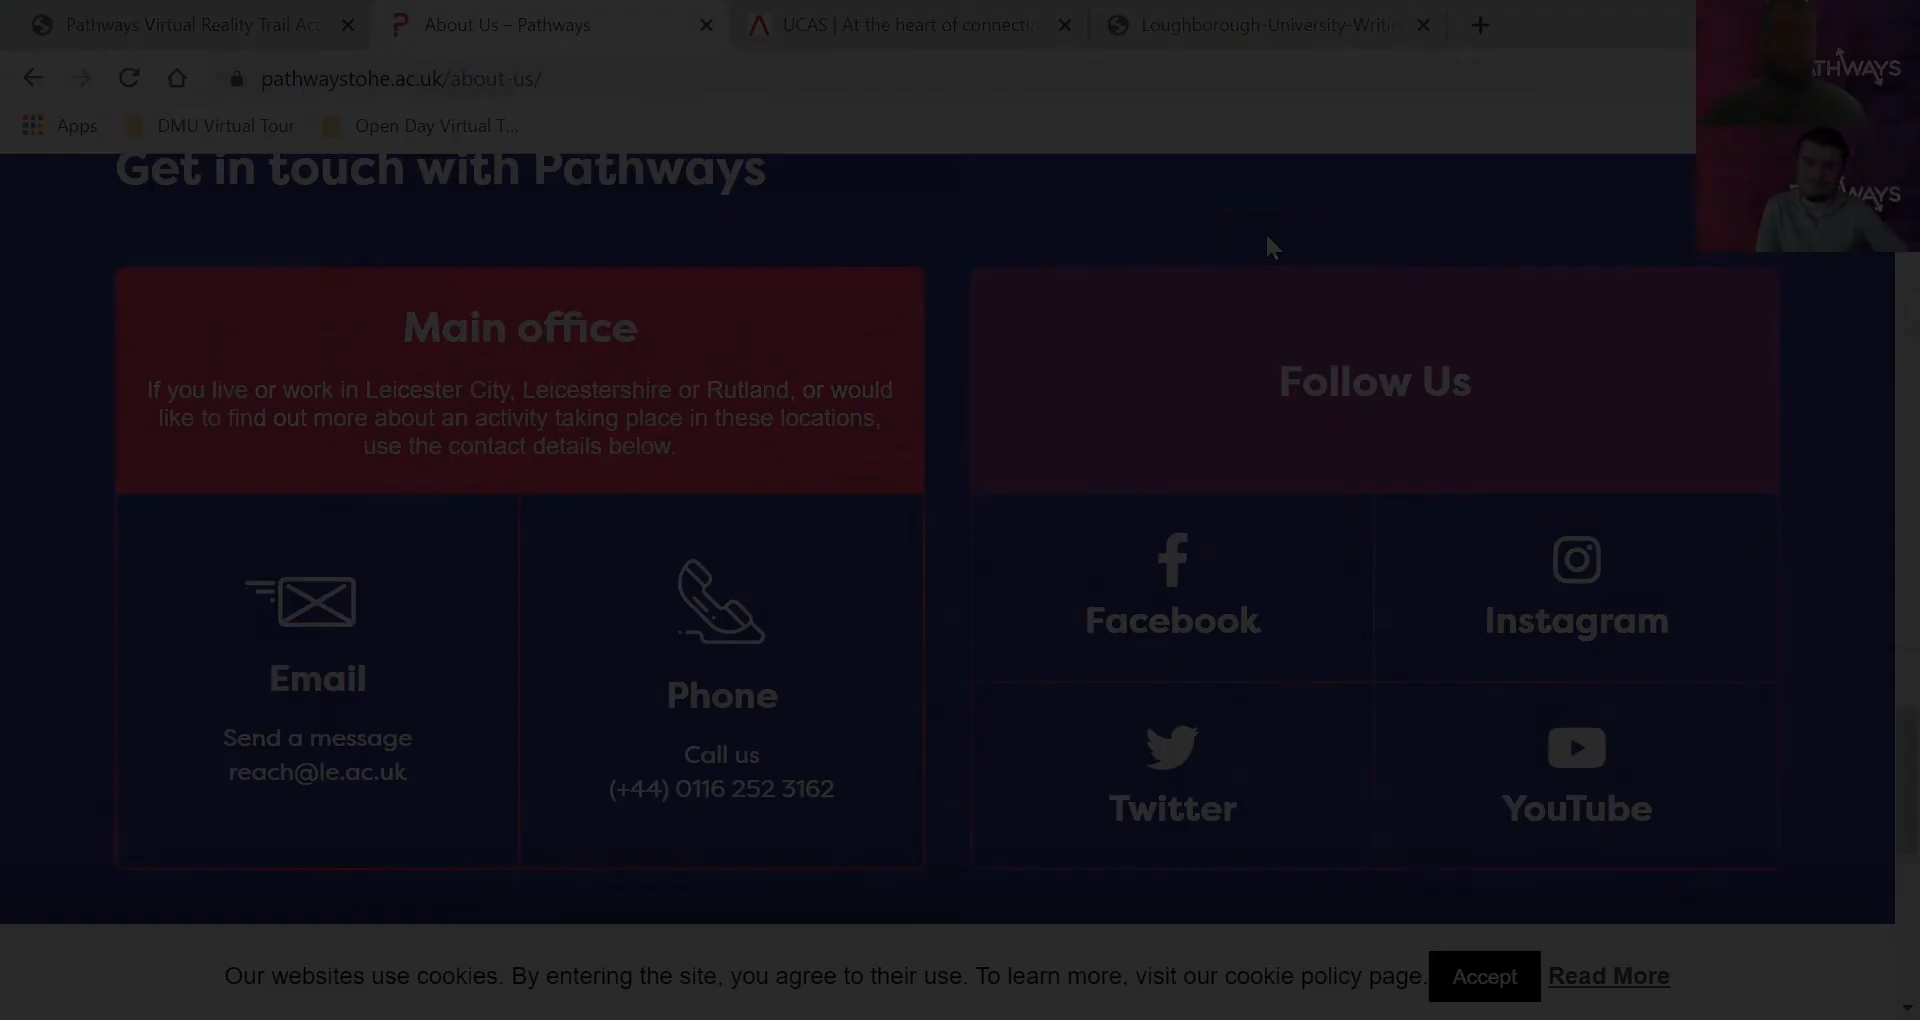 Pathways Virtual Reality Trail Act
About Us – Pathways
UCAS | At the heart of connectin
Loughborough-University-Writi
pathwaystohe.ac.uk/about-us/
Apps
DMU Virtual Tour
Open Day Virtual T...
THWAYS
WAYS
Get in touch with Pathways
Main office
If you live or work in Leicester City, Leicestershire or Rutland, or would
like to find out more about an activity taking place in these locations,
use the contact details below.
Follow Us
Email
Send a message
reach@le.ac.uk
Phone
Call us
(+44) 0116 252 3162
Facebook
Instagram
Twitter
YouTube
Our websites use cookies. By entering the site, you agree to their use. To learn more, visit our cookie policy page.
Accept
Read More